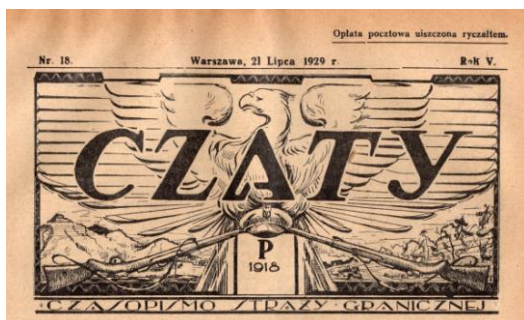 Opłata pocztowa uiszczona ryczałtem.
Nr. 18. Warszawa, 21 Lipca 1929 r. Rok V.
CZATY
P
1918
CZASOPISMO STRAŻY GRANICZNEJ